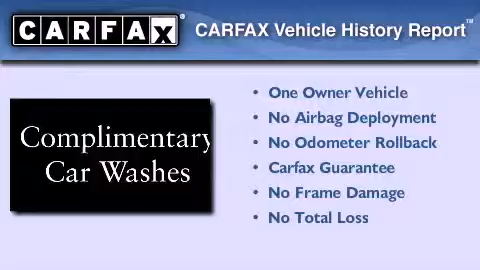 CARFAX
CARFAX Vehicle History Report™
Complimentary
Car Washes
• One Owner Vehicle
• No Airbag Deployment
• No Odometer Rollback
• Carfax Guarantee
• No Frame Damage
• No Total Loss